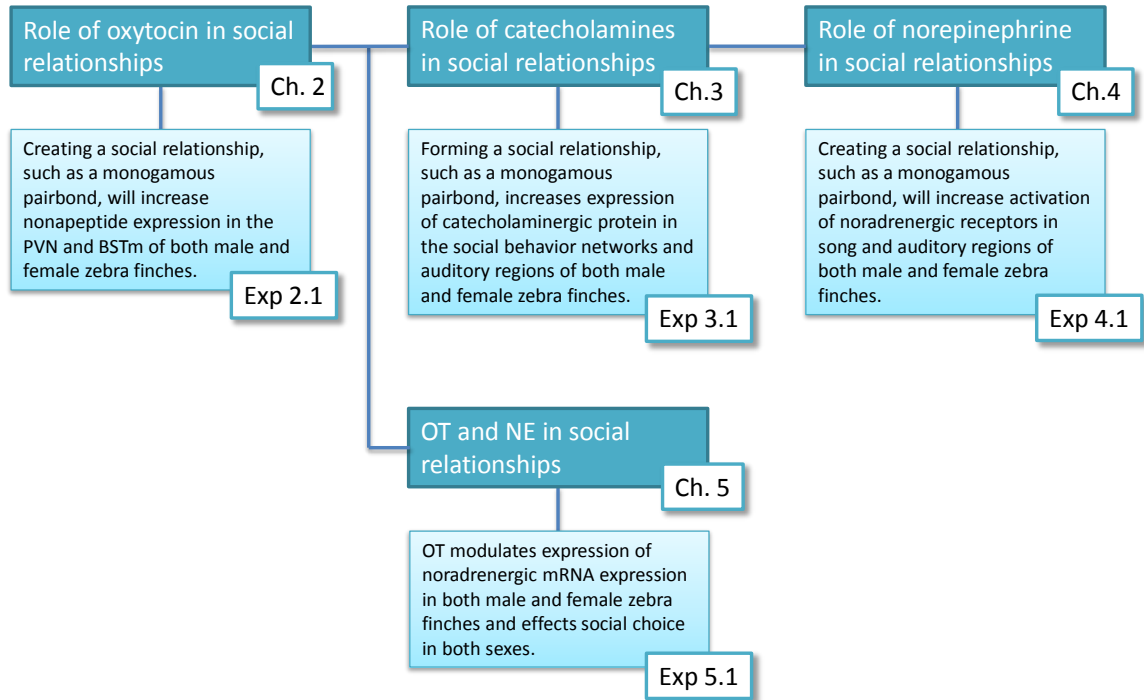 Role of oxytocin in social
relationships
Ch. 2
Creating a social relationship,
such as a monogamous
pairbond, will increase
nonapeptide expression in the
PVN and BSTm of both male and
female zebra finches.
Exp 2.1
Role of catecholamines
in social relationships
Ch.3
Forming a social relationship,
such as a monogamous
pairbond, increases expression
of catecholaminergic protein in
the social behavior networks and
auditory regions of both male
and female zebra finches.
Exp 3.1
Role of norepinephrine
in social relationships
Ch.4
Creating a social relationship,
such as a monogamous
pairbond, will increase activation
of noradrenergic receptors in
song and auditory regions of
both male and female zebra
finches.
Exp 4.1
OT and NE in social
relationships
Ch. 5
OT modulates expression of
noradrenergic mRNA expression
in both male and female zebra
finches and effects social choice
in both sexes.
Exp 5.1